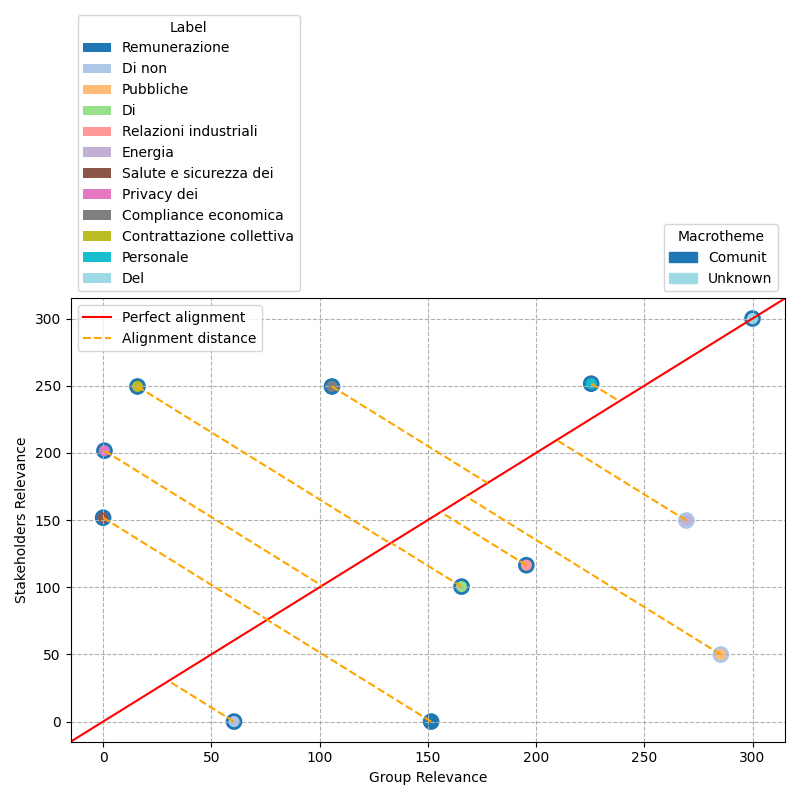 Label
Remunerazione
Di non
Pubbliche
Di
Relazioni industriali
Energia
Salute e sicurezza dei
Privacy dei
Compliance economica
Contrattazione collettiva
Personale
Del
Macrotheme
Comunit
Unknown
Perfect alignment
Alignment distance
300
250
200
150
100
50
0
Stakeholders Relevance
0
50
100
150
200
250
300
Group Relevance